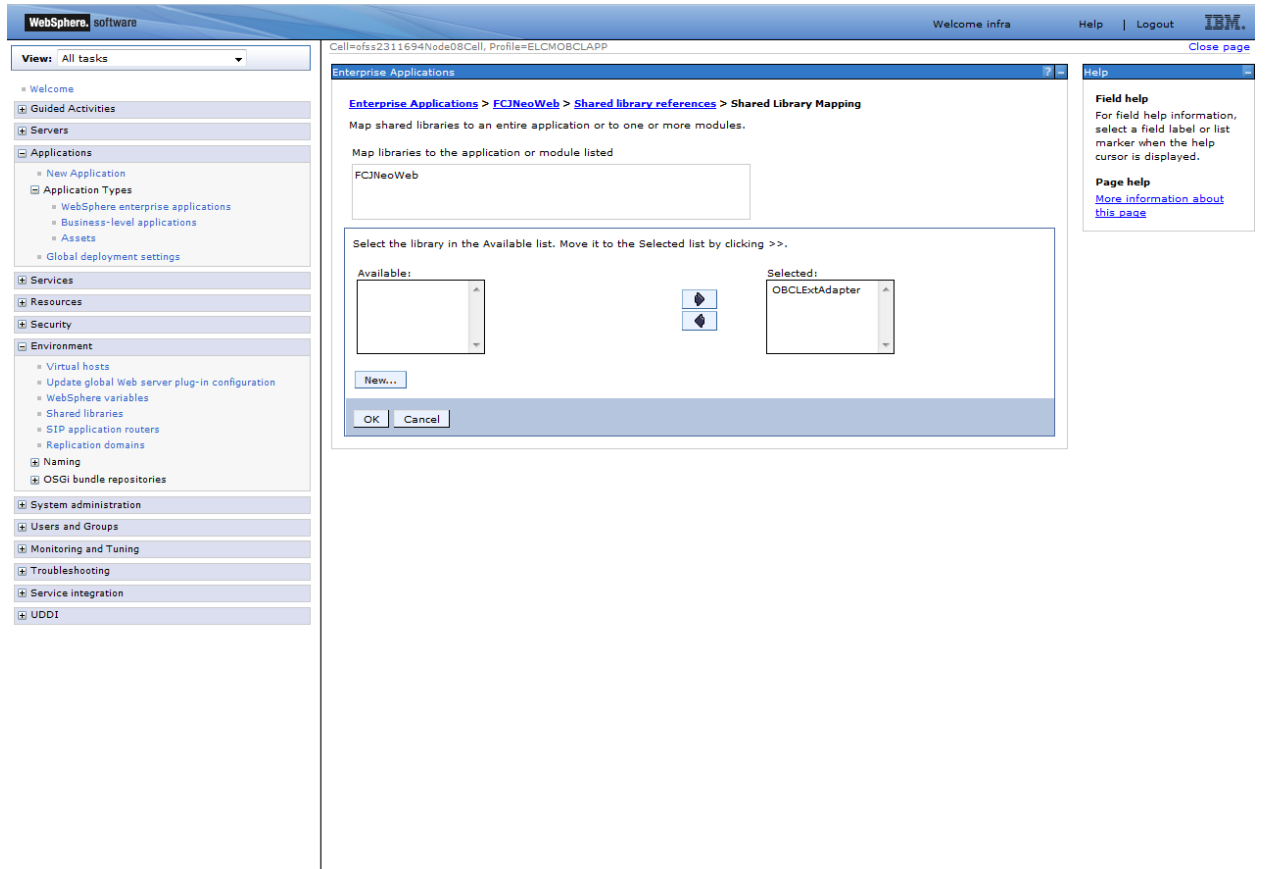 WebSphere. software
Welcome infra Help | Logout IBM.
View: All tasks
Cell=ofss2311694Node08Cell, Profile=ELCMOBCLAPP
Close page
Welcome
Guided Activities
Servers
Applications
New Application
Application Types
WebSphere enterprise applications
Business-level applications
Assets
Global deployment settings
Services
Resources
Security
Environment
Virtual hosts
Update global Web server plug-in configuration
WebSphere variables
Shared libraries
SIP application routers
Replication domains
Naming
OSGi bundle repositories
System administration
Users and Groups
Monitoring and Tuning
Troubleshooting
Service integration
UDDI
Enterprise Applications ? -
Enterprise Applications > FCJNeoWeb > Shared library references > Shared Library Mapping
Map shared libraries to an entire application or to one or more modules.
Map libraries to the application or module listed
FCJNeoWeb
Select the library in the Available list. Move it to the Selected list by clicking >>.
Available:
Selected:
OBCLExtAdapter
New...
OK Cancel
Help -
Field help
For field help information,
select a field label or list
marker when the help
cursor is displayed.
Page help
More information about
this page